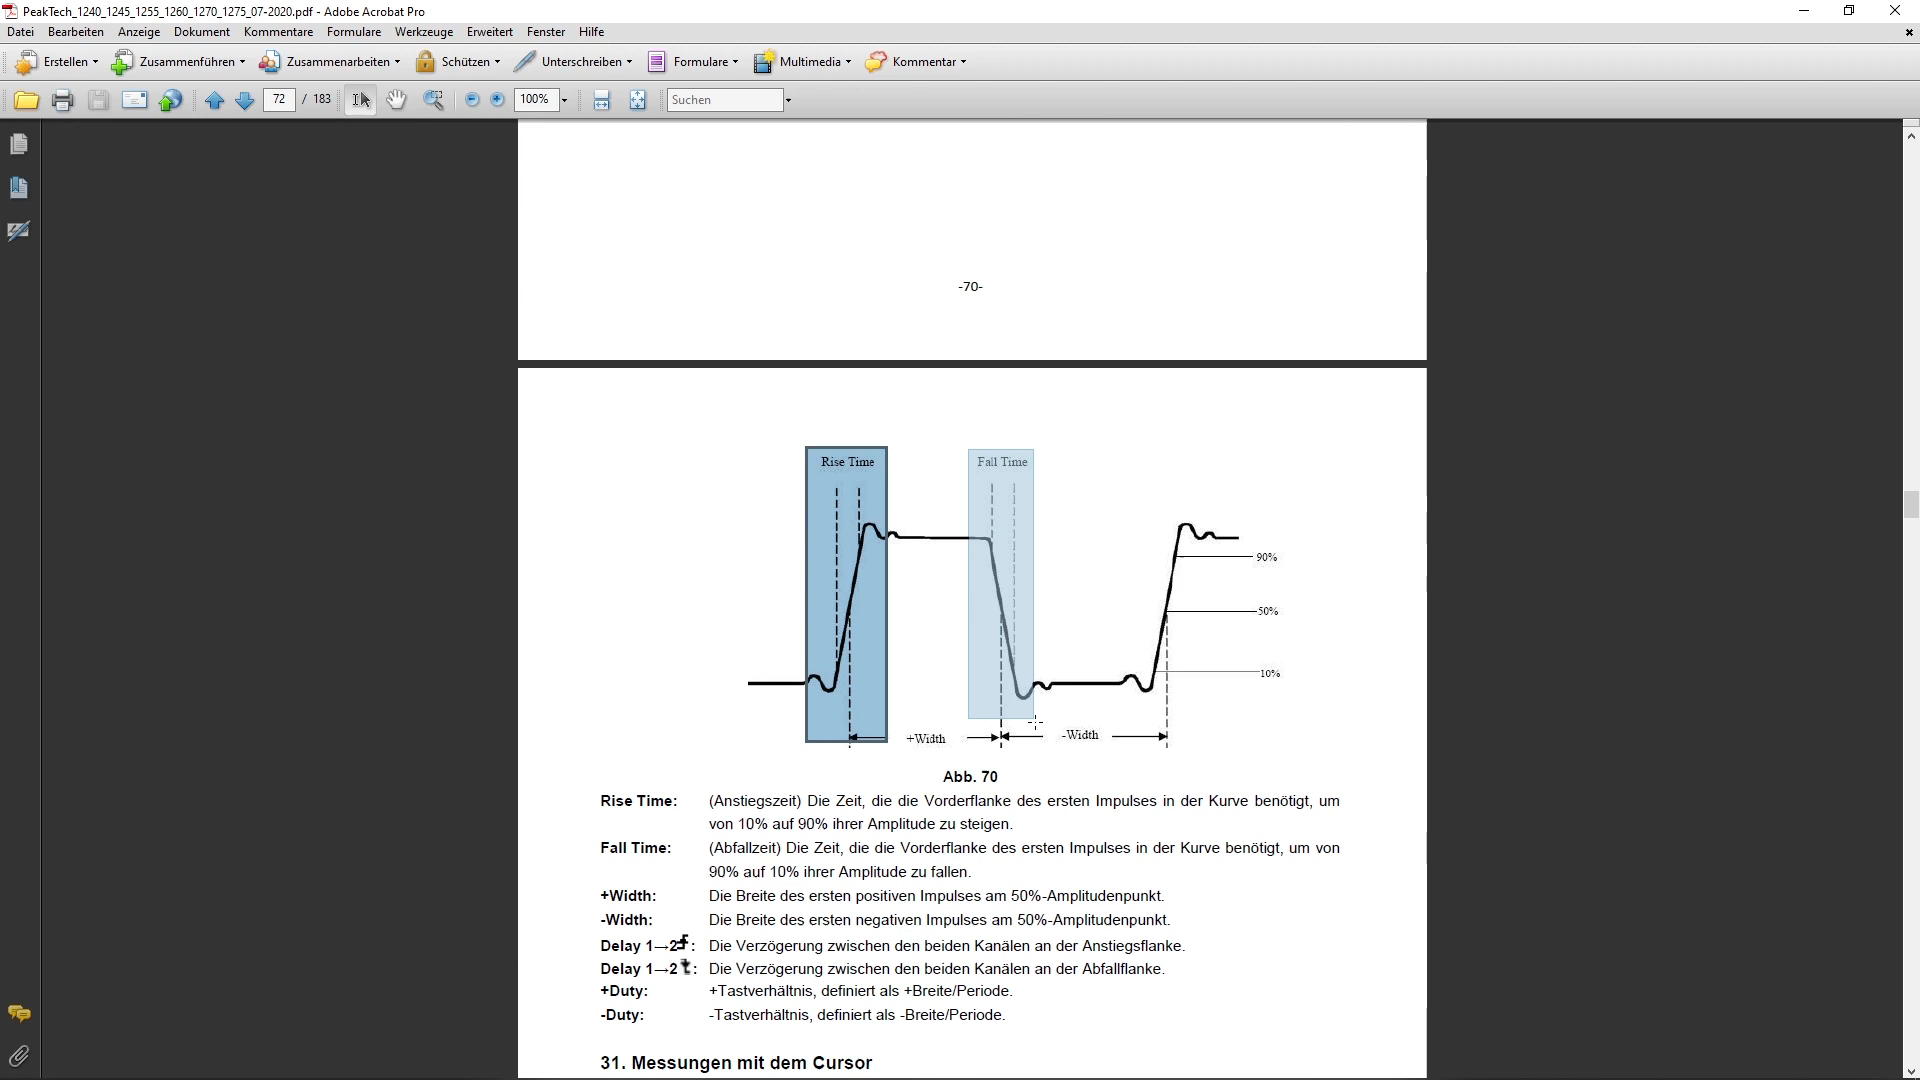 PeakTech_1240_1245_1255_1260_1270_1275_07-2020.pdf - Adobe Acrobat Pro
Datei Bearbeiten Anzeige Dokument Kommentare Formulare Werkzeuge Erweitert Fenster Hilfe
Erstellen Zusammenführen Zusammenarbeiten Schützen Unterschreiben Formulare Multimedia Kommentar
72 / 183 100% Suchen
-70-
Rise Time Fall Time
90%
50%
10%
+Width -Width
Abb. 70
Rise Time: (Anstiegszeit) Die Zeit, die die Vorderflanke des ersten Impulses in der Kurve benötigt, um
von 10% auf 90% ihrer Amplitude zu steigen.
Fall Time: (Abfallzeit) Die Zeit, die die Vorderflanke des ersten Impulses in der Kurve benötigt, um von
90% auf 10% ihrer Amplitude zu fallen.
+Width: Die Breite des ersten positiven Impulses am 50%-Amplitudenpunkt.
-Width: Die Breite des ersten negativen Impulses am 50%-Amplitudenpunkt.
Delay 1→2: Die Verzögerung zwischen den beiden Kanälen an der Anstiegsflanke.
Delay 1→2: Die Verzögerung zwischen den beiden Kanälen an der Abfallflanke.
+Duty: +Tastverhältnis, definiert als +Breite/Periode.
-Duty: -Tastverhältnis, definiert als -Breite/Periode.
31. Messungen mit dem Cursor